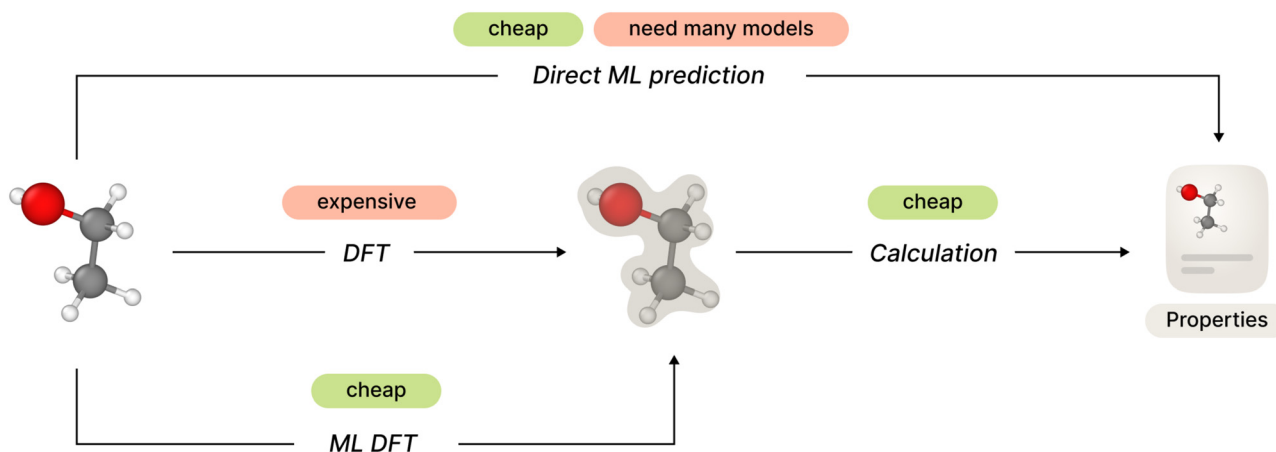 cheap
need many models
Direct ML prediction
expensive
DFT
cheap
Calculation
Properties
cheap
ML DFT